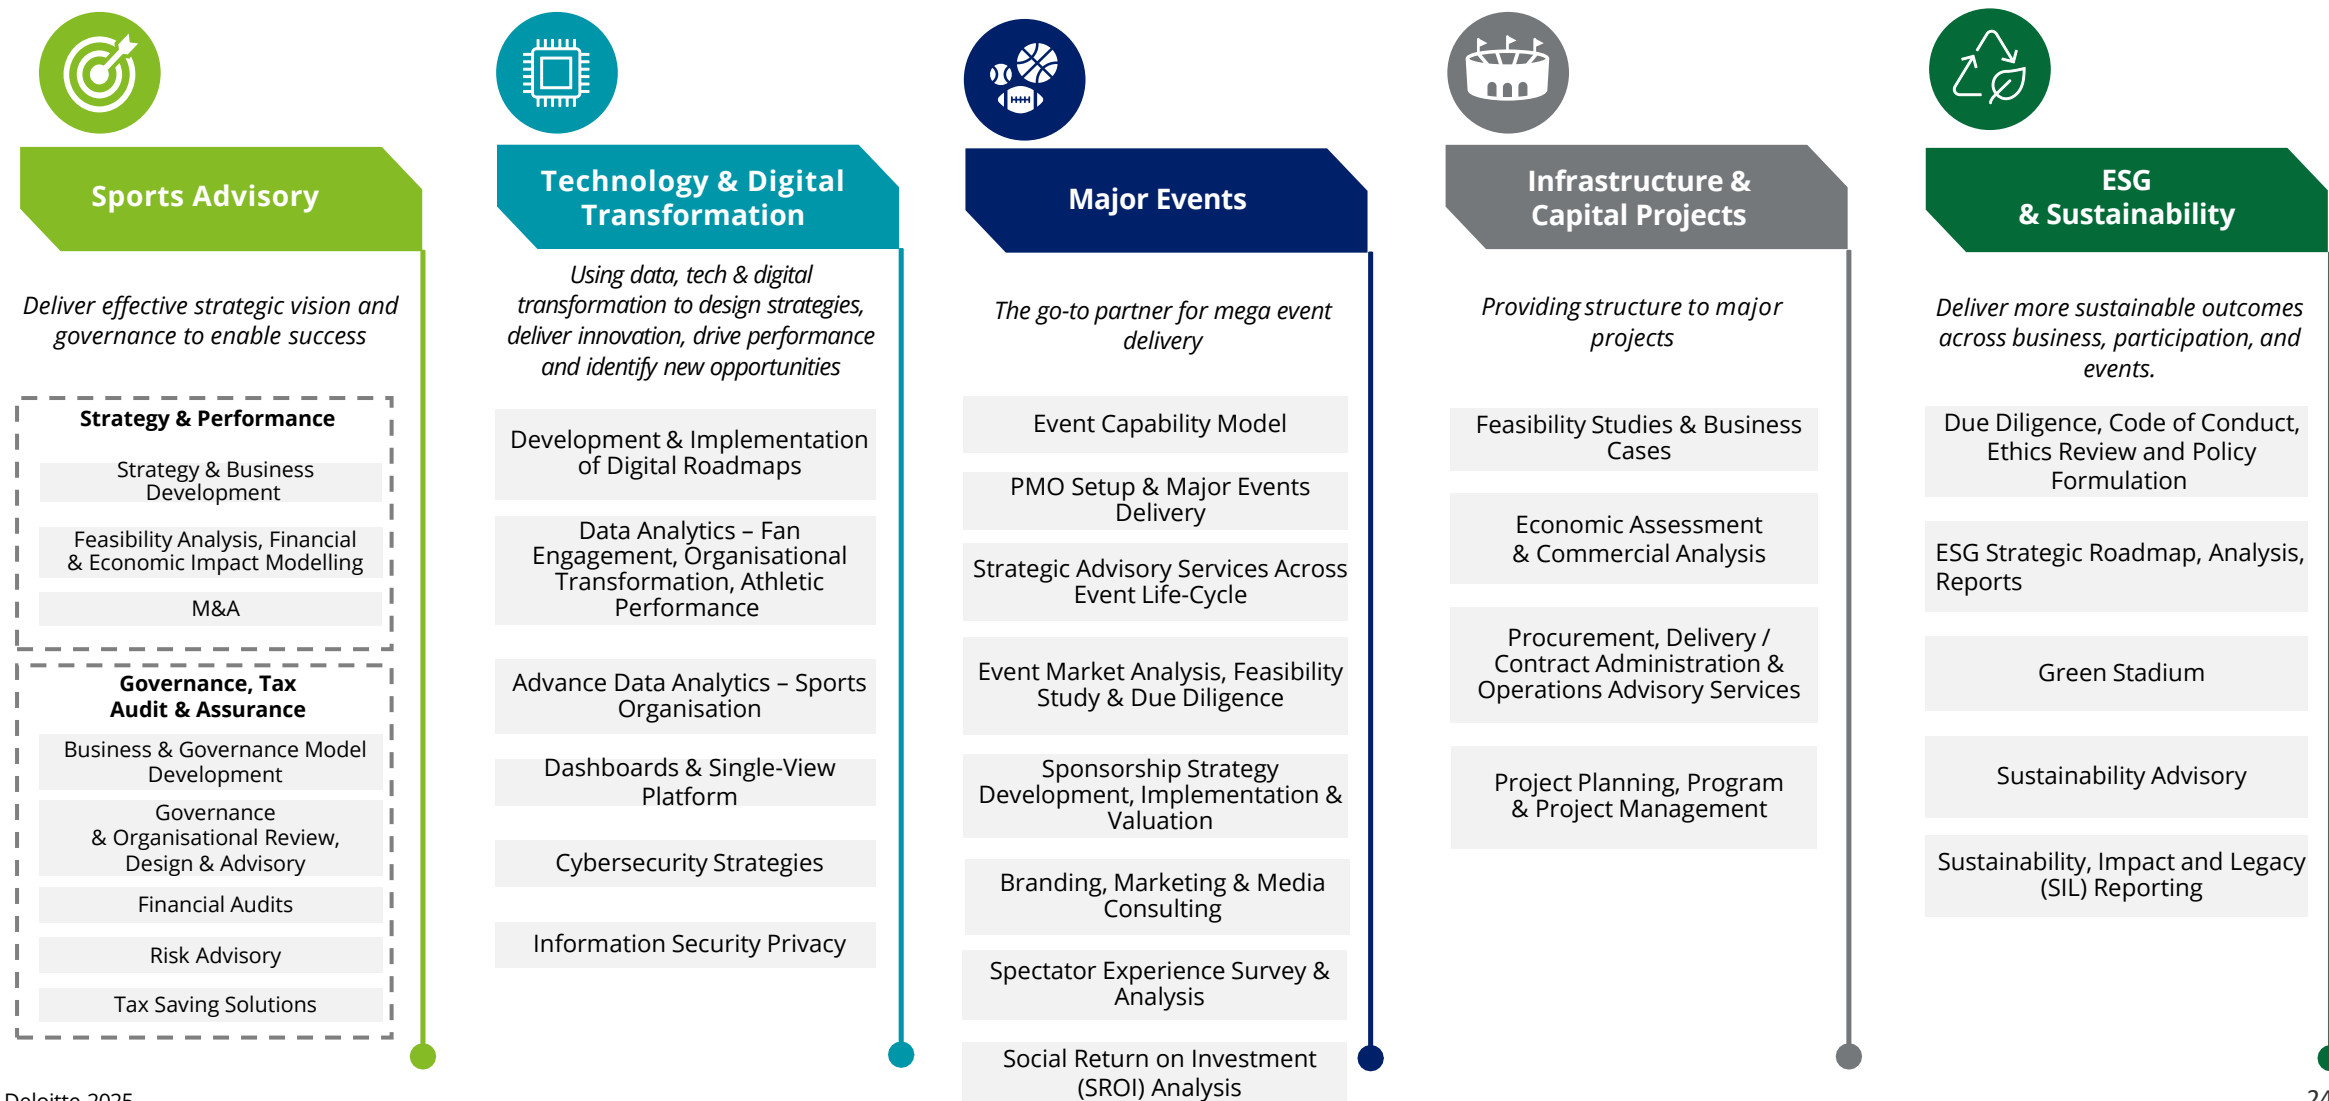 Sports Advisory
Deliver effective strategic vision and
governance to enable success
Strategy & Performance
Strategy & Business
Development
Feasibility Analysis, Financial
& Economic Impact Modelling
M&A
Governance, Tax
Audit & Assurance
Business & Governance Model
Development
Governance
& Organisational Review,
Design & Advisory
Financial Audits
Risk Advisory
Tax Saving Solutions
Technology & Digital
Transformation
Using data, tech & digital
transformation to design strategies,
deliver innovation, drive performance
and identify new opportunities
Development & Implementation
of Digital Roadmaps
Data Analytics – Fan
Engagement, Organisational
Transformation, Athletic
Performance
Advance Data Analytics – Sports
Organisation
Dashboards & Single-View
Platform
Cybersecurity Strategies
Information Security Privacy
Major Events
The go-to partner for mega event
delivery
Event Capability Model
PMO Setup & Major Events
Delivery
Strategic Advisory Services Across
Event Life-Cycle
Event Market Analysis, Feasibility
Study & Due Diligence
Sponsorship Strategy
Development, Implementation &
Valuation
Branding, Marketing & Media
Consulting
Spectator Experience Survey &
Analysis
Social Return on Investment
(SROI) Analysis
Infrastructure &
Capital Projects
Providing structure to major
projects
Feasibility Studies & Business
Cases
Economic Assessment
& Commercial Analysis
Procurement, Delivery /
Contract Administration &
Operations Advisory Services
Project Planning, Program
& Project Management
ESG
& Sustainability
Deliver more sustainable outcomes
across business, participation, and
events.
Due Diligence, Code of Conduct,
Ethics Review and Policy
Formulation
ESG Strategic Roadmap, Analysis,
Reports
Green Stadium
Sustainability Advisory
Sustainability, Impact and Legacy
(SIL) Reporting
Deloitte 2025
24